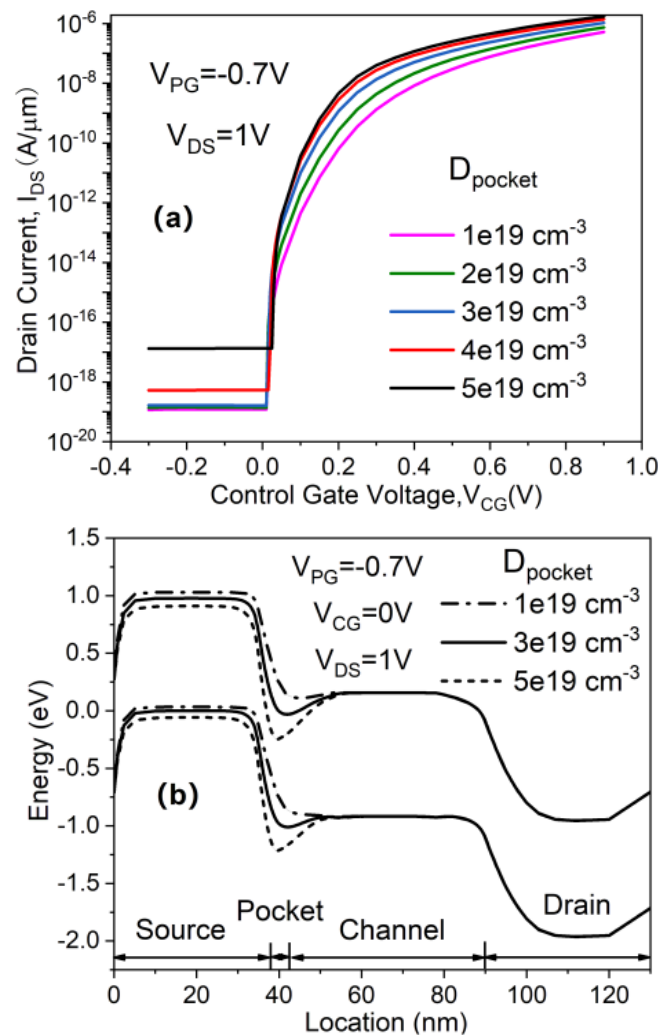 10⁻⁶
10⁻⁸
10⁻¹⁰
10⁻¹²
10⁻¹⁴
10⁻¹⁶
10⁻¹⁸
10⁻²⁰
Drain Current, I_DS (A/μm)
V_PG=-0.7V
V_DS=1V
(a)
D_pocket
1e19 cm⁻³
2e19 cm⁻³
3e19 cm⁻³
4e19 cm⁻³
5e19 cm⁻³
-0.4 -0.2 0.0 0.2 0.4 0.6 0.8 1.0
Control Gate Voltage,V_CG(V)
1.5
1.0
0.5
0.0
-0.5
-1.0
-1.5
-2.0
Energy (eV)
V_PG=-0.7V
V_CG=0V
V_DS=1V
D_pocket
1e19 cm⁻³
3e19 cm⁻³
5e19 cm⁻³
(b)
Source Pocket Channel Drain
0 20 40 60 80 100 120
Location (nm)